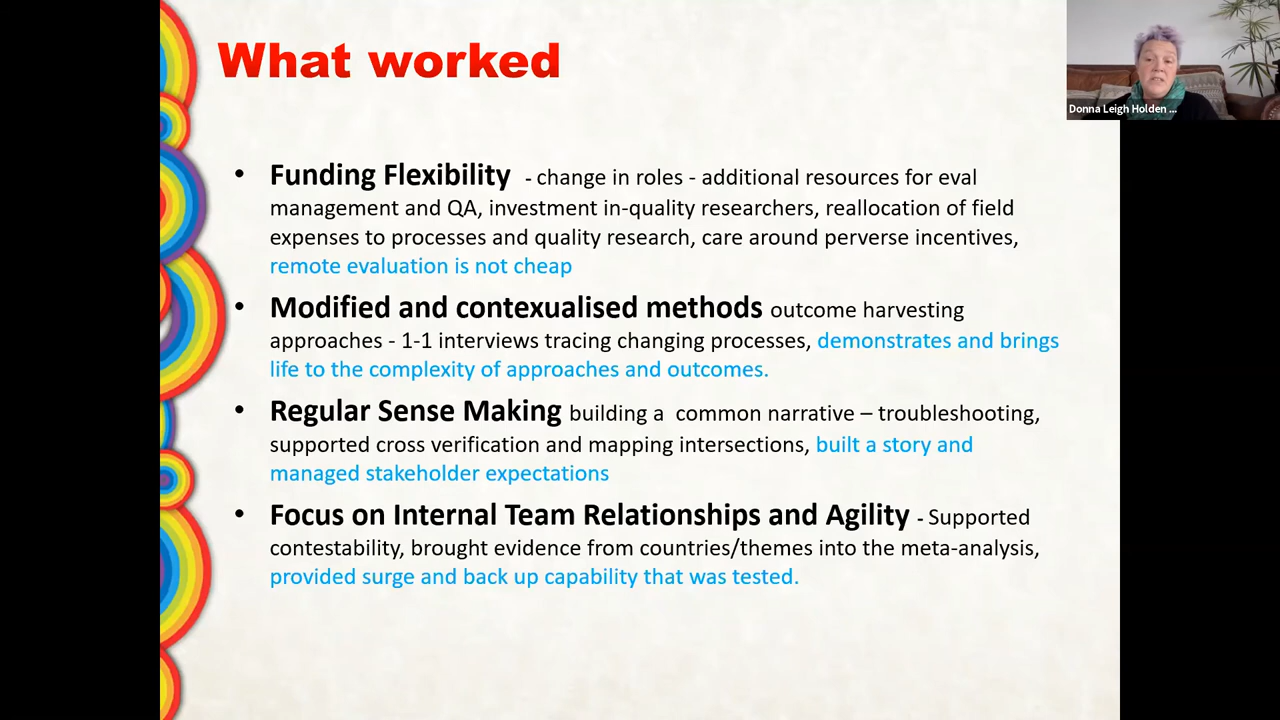 What worked
Donna Leigh Holden ...
• Funding Flexibility - change in roles - additional resources for eval
management and QA, investment in-quality researchers, reallocation of field
expenses to processes and quality research, care around perverse incentives,
remote evaluation is not cheap
• Modified and contexualised methods outcome harvesting
approaches - 1-1 interviews tracing changing processes, demonstrates and brings
life to the complexity of approaches and outcomes.
• Regular Sense Making building a common narrative – troubleshooting,
supported cross verification and mapping intersections, built a story and
managed stakeholder expectations
• Focus on Internal Team Relationships and Agility - Supported
contestability, brought evidence from countries/themes into the meta-analysis,
provided surge and back up capability that was tested.